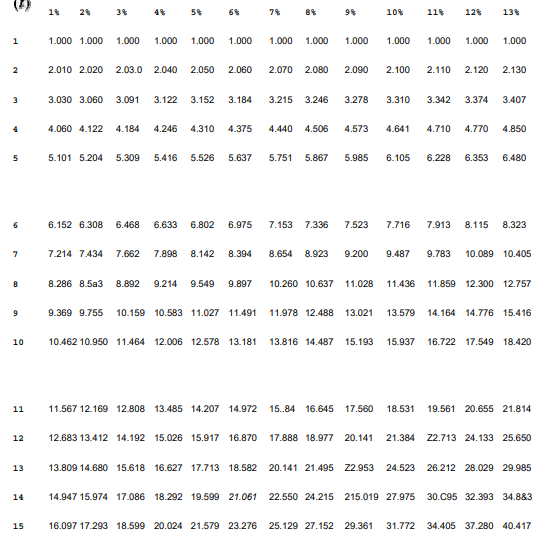 (t)
1% 2% 3% 4% 5% 6% 7% 8% 9% 10% 11% 12% 13%
1 1.000 1.000 1.000 1.000 1.000 1.000 1.000 1.000 1.000 1.000 1.000 1.000 1.000
2 2.010 2.020 2.03.0 2.040 2.050 2.060 2.070 2.080 2.090 2.100 2.110 2.120 2.130
3 3.030 3.060 3.091 3.122 3.152 3.184 3.215 3.246 3.278 3.310 3.342 3.374 3.407
4 4.060 4.122 4.184 4.246 4.310 4.375 4.440 4.506 4.573 4.641 4.710 4.770 4.850
5 5.101 5.204 5.309 5.416 5.526 5.637 5.751 5.867 5.985 6.105 6.228 6.353 6.480
6 6.152 6.308 6.468 6.633 6.802 6.975 7.153 7.336 7.523 7.716 7.913 8.115 8.323
7 7.214 7.434 7.662 7.898 8.142 8.394 8.654 8.923 9.200 9.487 9.783 10.089 10.405
8 8.286 8.5a3 8.892 9.214 9.549 9.897 10.260 10.637 11.028 11.436 11.859 12.300 12.757
9 9.369 9.755 10.159 10.583 11.027 11.491 11.978 12.488 13.021 13.579 14.164 14.776 15.416
10 10.462 10.950 11.464 12.006 12.578 13.181 13.816 14.487 15.193 15.937 16.722 17.549 18.420
11 11.567 12.169 12.808 13.485 14.207 14.972 15..84 16.645 17.560 18.531 19.561 20.655 21.814
12 12.683 13.412 14.192 15.026 15.917 16.870 17.888 18.977 20.141 21.384 Z2.713 24.133 25.650
13 13.809 14.680 15.618 16.627 17.713 18.582 20.141 21.495 Z2.953 24.523 26.212 28.029 29.985
14 14.947 15.974 17.086 18.292 19.599 21.061 22.550 24.215 215.019 27.975 30.C95 32.393 34.8&3
15 16.097 17.293 18.599 20.024 21.579 23.276 25.129 27.152 29.361 31.772 34.405 37.280 40.417